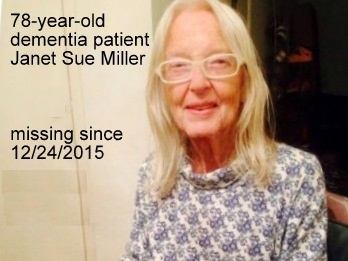 78-year-old
dementia patient
Janet Sue Miller
missing since
12/24/2015